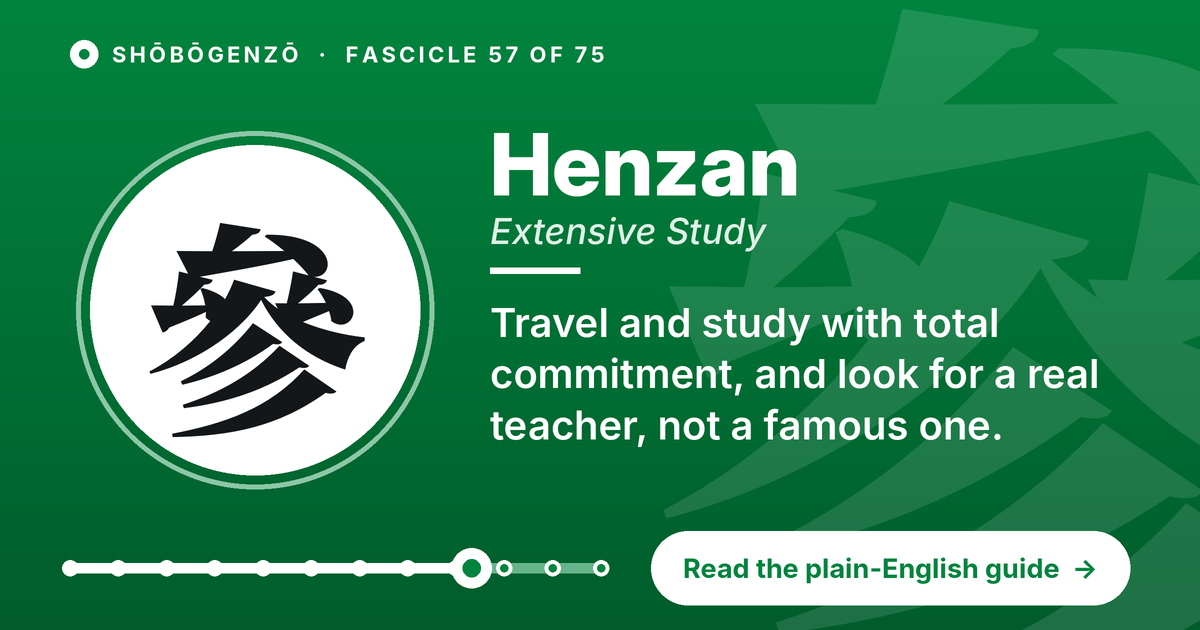 SHŌBŌGENZŌ · FASCICLE 57 OF 75
Henzan
Extensive Study
參
Travel and study with total
commitment, and look for a real
teacher, not a famous one.
Read the plain-English guide →